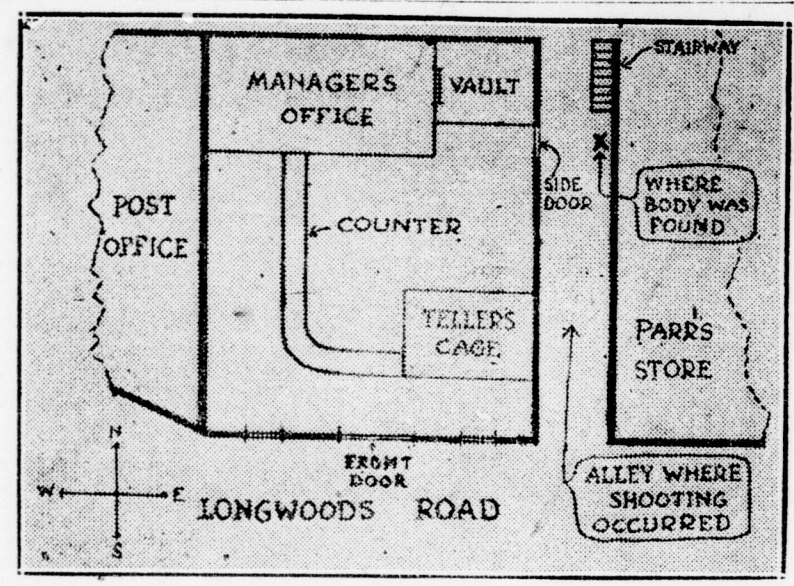 MANAGERS
OFFICE
VAULT
STAIRWAY
SIDE
DOOR
WHERE
BODY WAS
FOUND
POST
OFFICE
COUNTER
TELLERS
CAGE
PARR'S
STORE
FRONT
DOOR
N
W
E
S
LONGWOODS ROAD
ALLEY WHERE
SHOOTING
OCCURRED